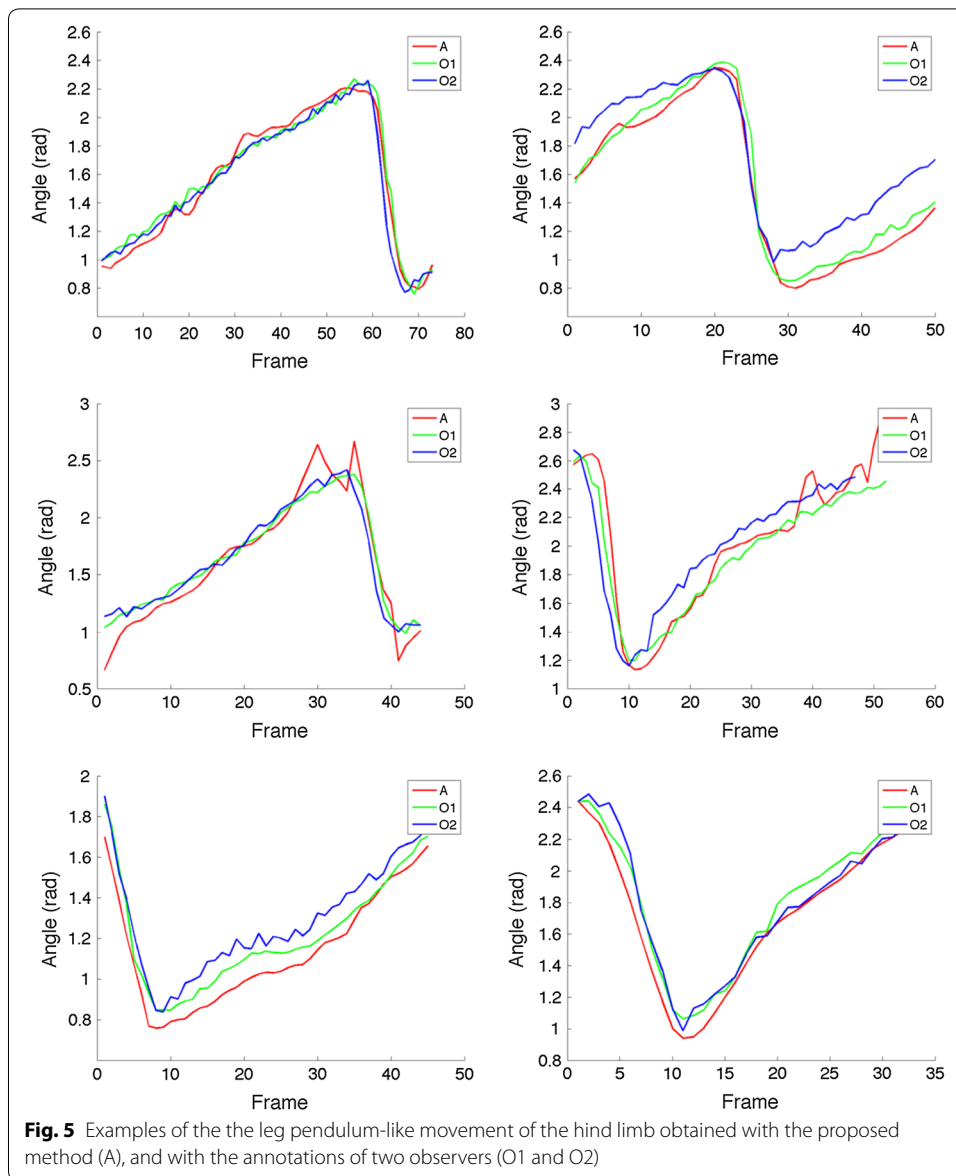 2.6
2.4
2.2
2
1.8
1.6
1.4
1.2
1
0.8
Angle (rad)
0 10 20 30 40 50 60 70 80
Frame
A
O1
O2
2.6
2.4
2.2
2
1.8
1.6
1.4
1.2
1
0.8
Angle (rad)
0 10 20 30 40 50
Frame
A
O1
O2
3
2.5
2
1.5
1
0.5
Angle (rad)
0 10 20 30 40 50
Frame
A
O1
O2
3
2.8
2.6
2.4
2.2
2
1.8
1.6
1.4
1.2
1
Angle (rad)
0 10 20 30 40 50 60
Frame
A
O1
O2
2
1.8
1.6
1.4
1.2
1
0.8
Angle (rad)
0 10 20 30 40 50
Frame
A
O1
O2
2.6
2.4
2.2
2
1.8
1.6
1.4
1.2
1
0.8
Angle (rad)
0 5 10 15 20 25 30 35
Frame
A
O1
O2
Fig. 5 Examples of the the leg pendulum-like movement of the hind limb obtained with the proposed
method (A), and with the annotations of two observers (O1 and O2)